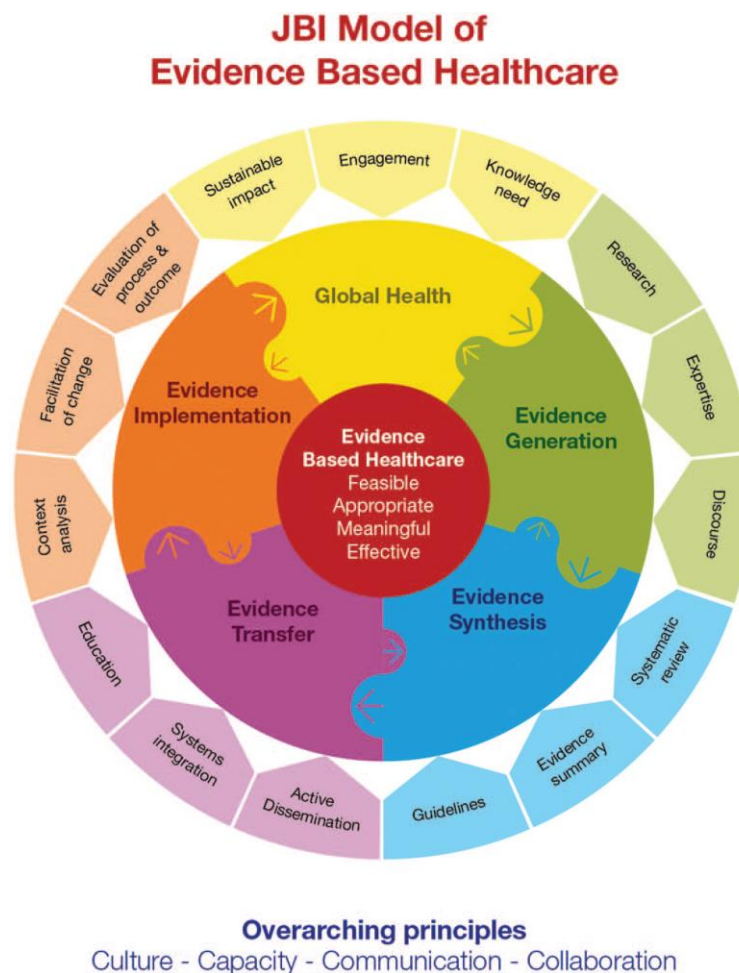 JBI Model of
Evidence Based Healthcare
Sustainable
impact
Engagement
Knowledge
need
Research
Expertise
Discourse
Systematic
review
Evidence
summary
Guidelines
Active
Dissemination
Systems
integration
Education
Context
analysis
Facilitation
of change
Evaluation of
process &
outcome
Global Health
Evidence
Generation
Evidence
Synthesis
Evidence
Transfer
Evidence
Implementation
Evidence
Based Healthcare
Feasible
Appropriate
Meaningful
Effective
Overarching principles
Culture - Capacity - Communication - Collaboration